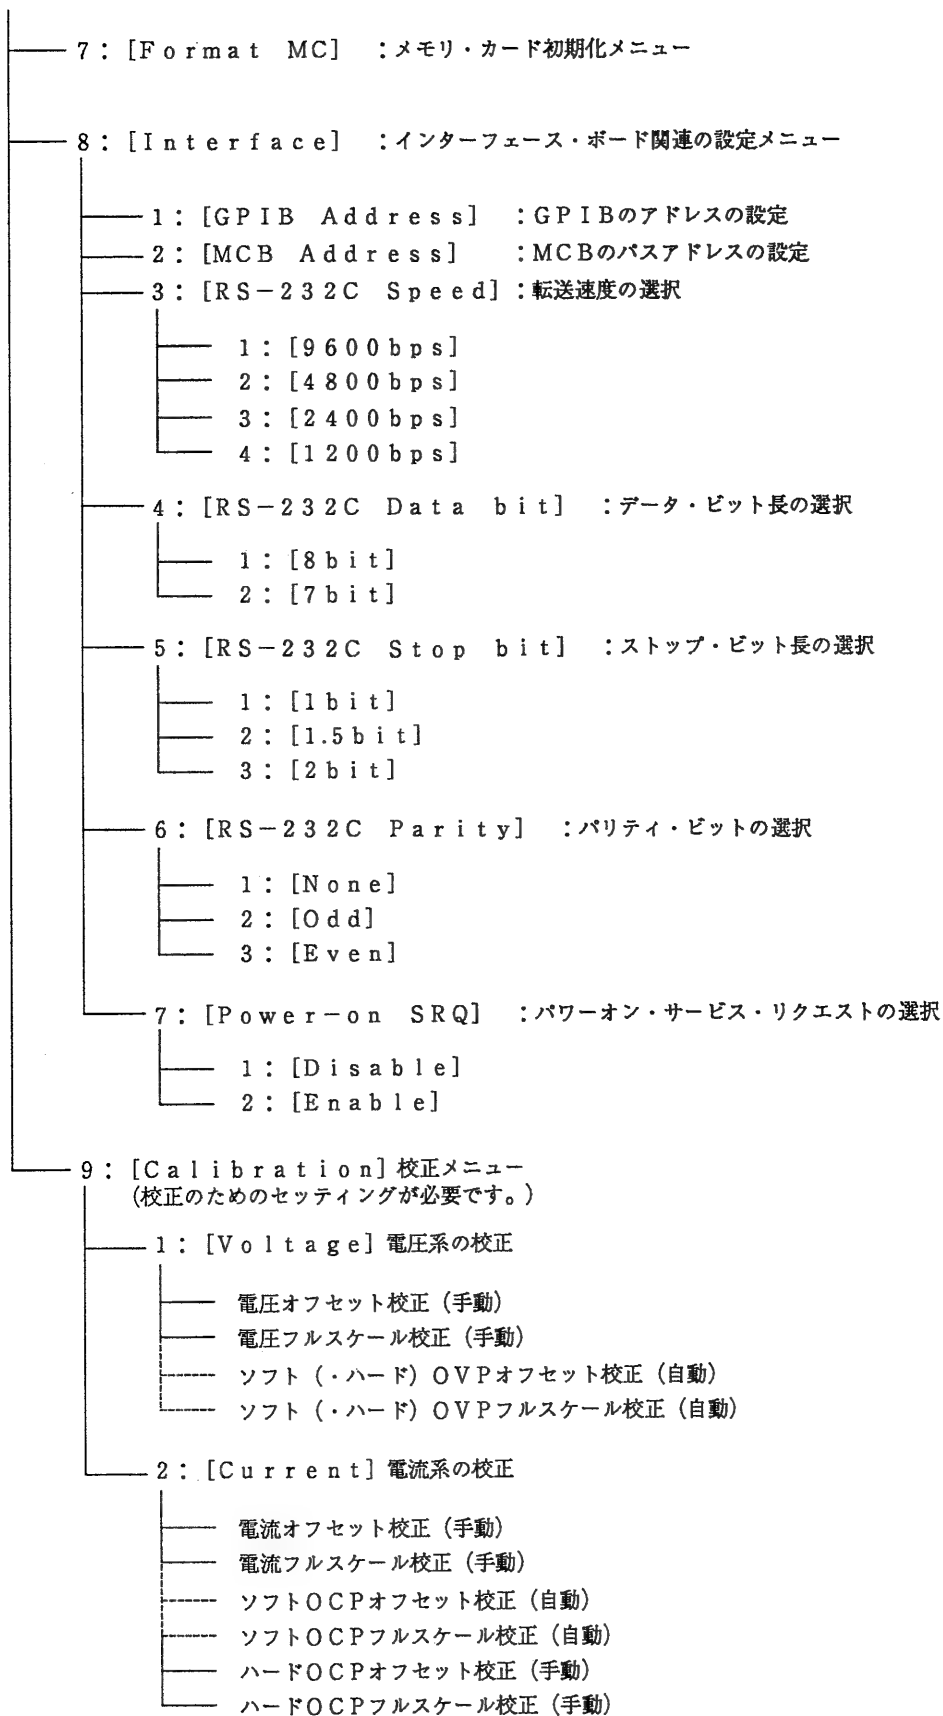 7：[Format MC] ：メモリ・カード初期化メニュー
8：[Interface] ：インターフェース・ボード関連の設定メニュー
1：[GPIB Address] ：GPIBのアドレスの設定
2：[MCB Address] ：MCBのバスアドレスの設定
3：[RS－232C Speed]：転送速度の選択
1：[9600bps]
2：[4800bps]
3：[2400bps]
4：[1200bps]
4：[RS－232C Data bit] ：データ・ビット長の選択
1：[8bit]
2：[7bit]
5：[RS－232C Stop bit] ：ストップ・ビット長の選択
1：[1bit]
2：[1.5bit]
3：[2bit]
6：[RS－232C Parity] ：パリティ・ビットの選択
1：[None]
2：[Odd]
3：[Even]
7：[Power－on SRQ] ：パワーオン・サービス・リクエストの選択
1：[Disable]
2：[Enable]
9：[Calibration]校正メニュー
（校正のためのセッティングが必要です。）
1：[Voltage]電圧系の校正
電圧オフセット校正（手動）
電圧フルスケール校正（手動）
ソフト（・ハード）OVPオフセット校正（自動）
ソフト（・ハード）OVPフルスケール校正（自動）
2：[Current]電流系の校正
電流オフセット校正（手動）
電流フルスケール校正（手動）
ソフトOCPオフセット校正（自動）
ソフトOCPフルスケール校正（自動）
ハードOCPオフセット校正（手動）
ハードOCPフルスケール校正（手動）